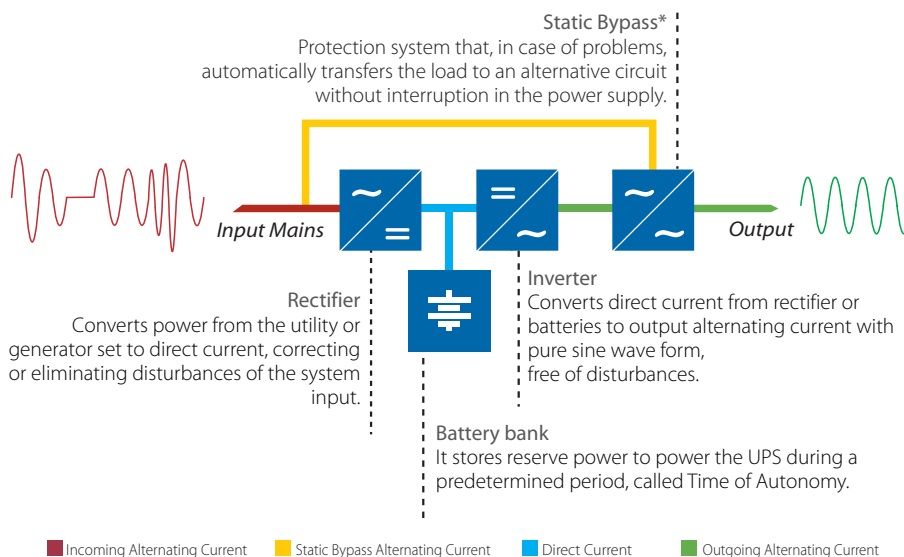 Static Bypass*
Protection system that, in case of problems,
automatically transfers the load to an alternative circuit
without interruption in the power supply.
Input Mains
Output
Rectifier
Converts power from the utility or
generator set to direct current, correcting
or eliminating disturbances of the system
input.
Inverter
Converts direct current from rectifier or
batteries to output alternating current with
pure sine wave form,
free of disturbances.
Battery bank
It stores reserve power to power the UPS during a
predetermined period, called Time of Autonomy.
Incoming Alternating Current
Static Bypass Alternating Current
Direct Current
Outgoing Alternating Current